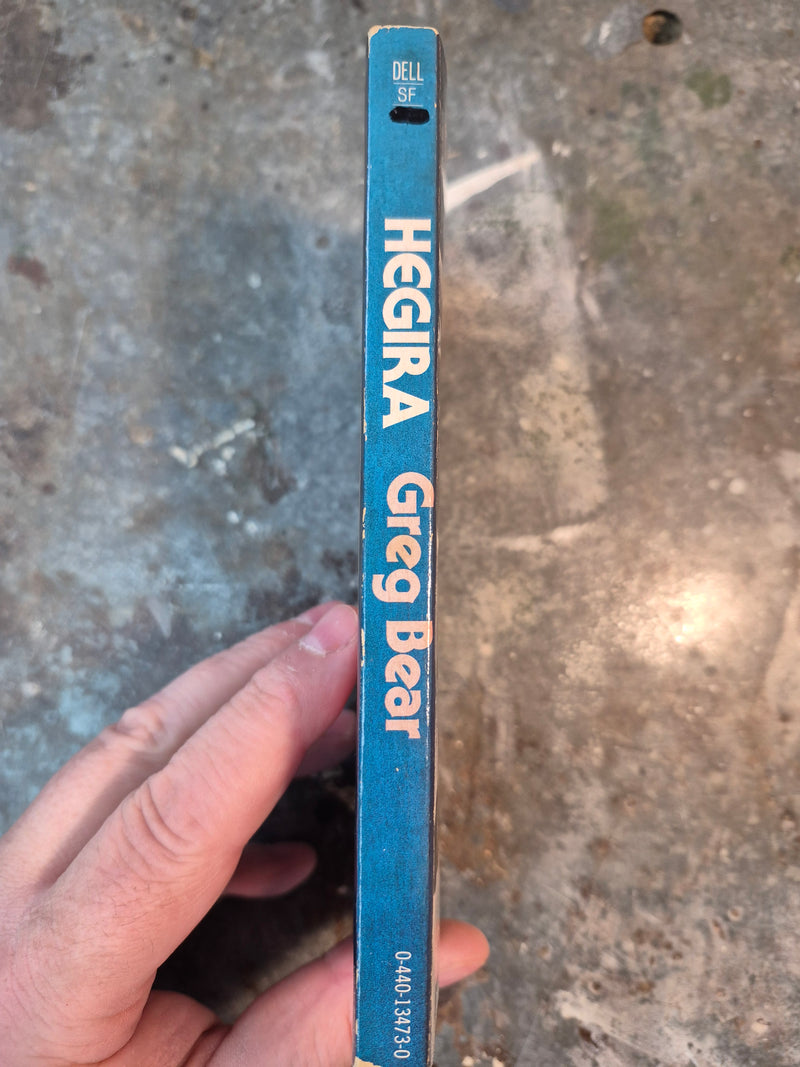 DELL
SF
HEGIRA Greg Bear
0-440-13473-0